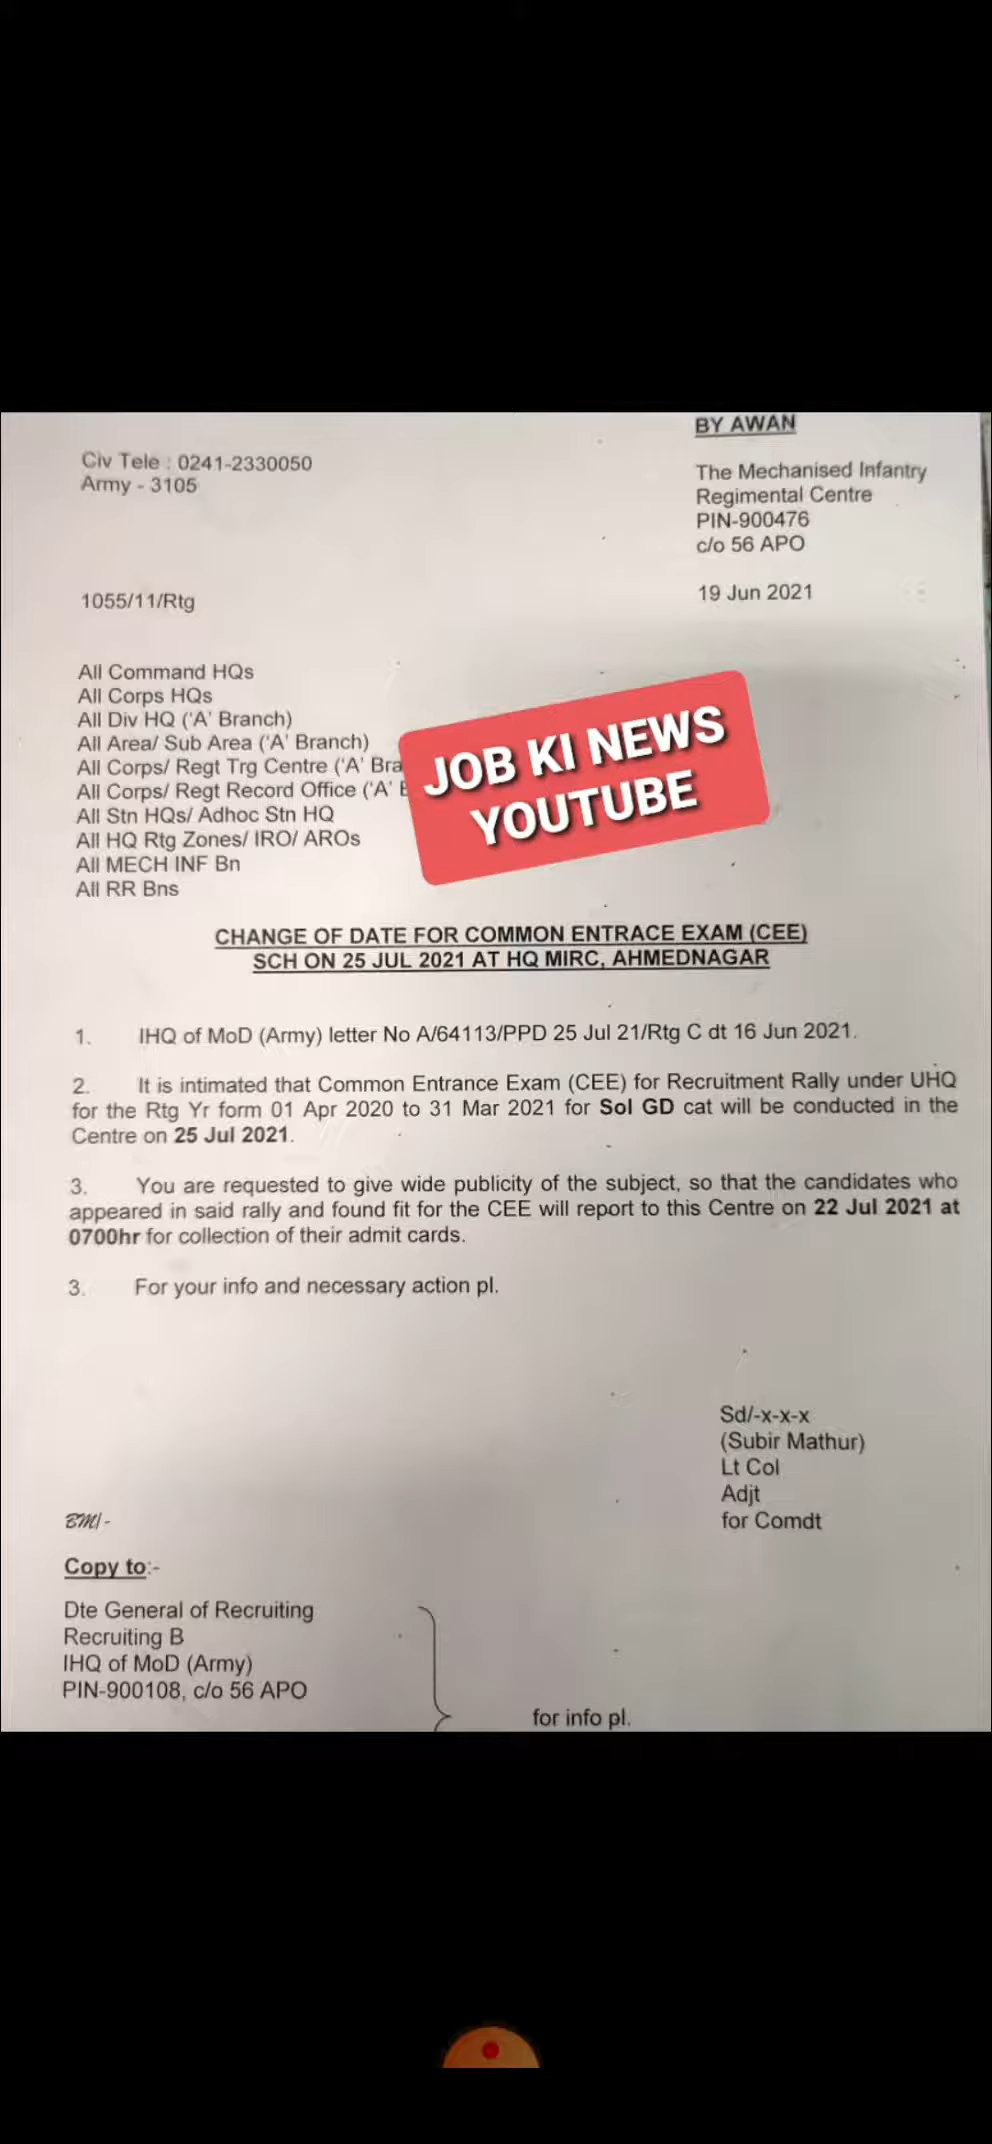 BY AWAN
Civ Tele : 0241-2330050
Army - 3105
The Mechanised Infantry
Regimental Centre
PIN-900476
c/o 56 APO
1055/11/Rtg
19 Jun 2021
All Command HQs
All Corps HQs
All Div HQ ('A' Branch)
All Area/ Sub Area ('A' Branch)
All Corps/ Regt Trg Centre ('A' Bra
All Corps/ Regt Record Office ('A'
All Stn HQs/ Adhoc Stn HQ
All HQ Rtg Zones/ IRO/ AROs
All MECH INF Bn
All RR Bns
JOB KI NEWS
YOUTUBE
CHANGE OF DATE FOR COMMON ENTRACE EXAM (CEE)
SCH ON 25 JUL 2021 AT HQ MIRC, AHMEDNAGAR
1. IHQ of MoD (Army) letter No A/64113/PPD 25 Jul 21/Rtg C dt 16 Jun 2021.
2. It is intimated that Common Entrance Exam (CEE) for Recruitment Rally under UHQ
for the Rtg Yr form 01 Apr 2020 to 31 Mar 2021 for Sol GD cat will be conducted in the
Centre on 25 Jul 2021.
3. You are requested to give wide publicity of the subject, so that the candidates who
appeared in said rally and found fit for the CEE will report to this Centre on 22 Jul 2021 at
0700hr for collection of their admit cards.
3. For your info and necessary action pl.
Sd/-x-x-x
(Subir Mathur)
Lt Col
Adjt
for Comdt
BM/-
Copy to:-
Dte General of Recruiting
Recruiting B
IHQ of MoD (Army)
PIN-900108, c/o 56 APO
for info pl.